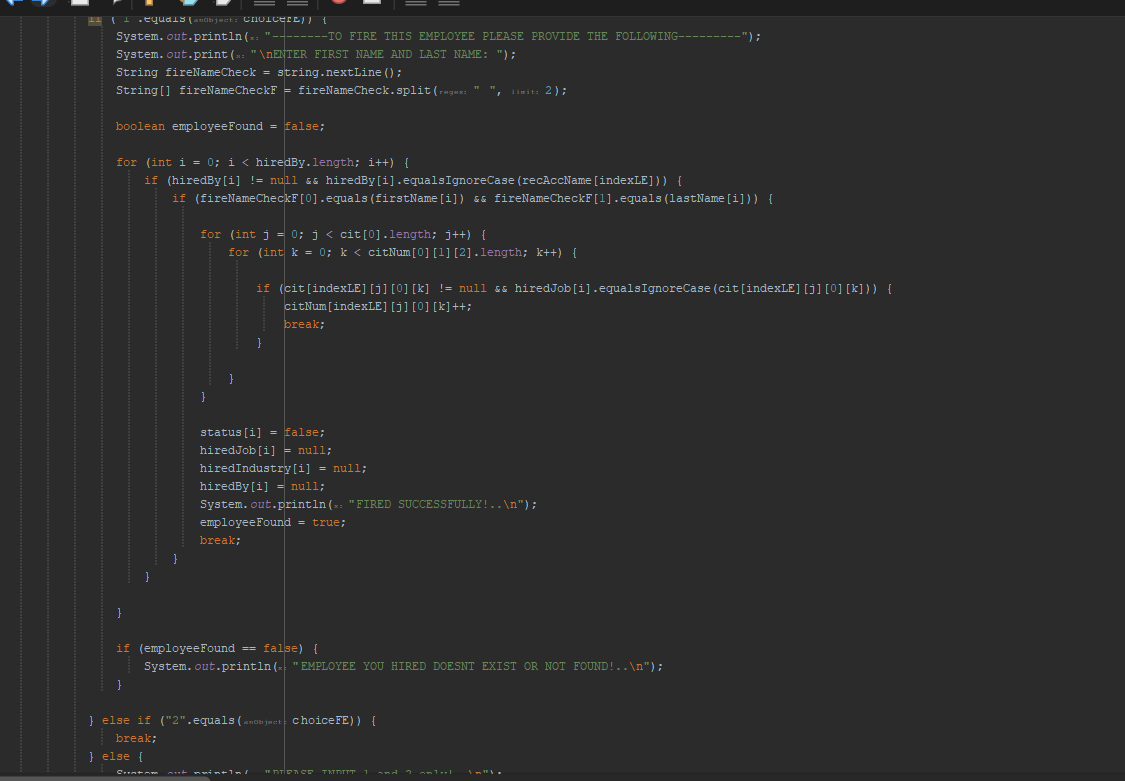 if ("1".equals(anObject: choiceFE)) {
System.out.println(x: "--------TO FIRE THIS EMPLOYEE PLEASE PROVIDE THE FOLLOWING---------");
System.out.print(s: "\nENTER FIRST NAME AND LAST NAME: ");
String fireNameCheck = string.nextLine();
String[] fireNameCheckF = fireNameCheck.split(regex: " ", limit: 2);
boolean employeeFound = false;
for (int i = 0; i < hiredBy.length; i++) {
if (hiredBy[i] != null && hiredBy[i].equalsIgnoreCase(recAccName[indexLE])) {
if (fireNameCheckF[0].equals(firstName[i]) && fireNameCheckF[1].equals(lastName[i])) {
for (int j = 0; j < cit[0].length; j++) {
for (int k = 0; k < citNum[0][1][2].length; k++) {
if (cit[indexLE][j][0][k] != null && hiredJob[i].equalsIgnoreCase(cit[indexLE][j][0][k])) {
citNum[indexLE][j][0][k]++;
break;
}
}
}
status[i] = false;
hiredJob[i] = null;
hiredIndustry[i] = null;
hiredBy[i] = null;
System.out.println(x: "FIRED SUCCESSFULLY!..\n");
employeeFound = true;
break;
}
}
}
if (employeeFound == false) {
System.out.println(x: "EMPLOYEE YOU HIRED DOESNT EXIST OR NOT FOUND!..\n");
}
} else if ("2".equals(anObject: choiceFE)) {
break;
} else {
System.out.println(x: "PLEASE INPUT 1 and 2 only!..\n");